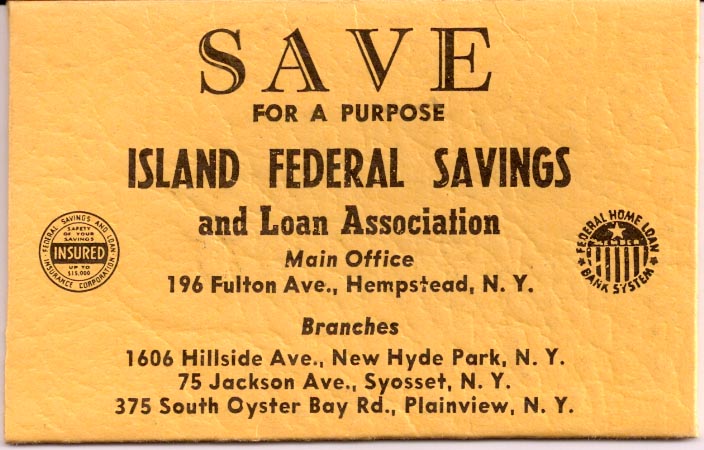 SAVE
FOR A PURPOSE
ISLAND FEDERAL SAVINGS
and Loan Association
Main Office
196 Fulton Ave., Hempstead, N. Y.
FEDERAL SAVINGS AND LOAN
INSURANCE CORPORATION
SAFETY
OF YOUR
SAVINGS
INSURED
UP TO
$15,000
FEDERAL HOME LOAN
MEMBER
BANK SYSTEM
Branches
1606 Hillside Ave., New Hyde Park, N. Y.
75 Jackson Ave., Syosset, N. Y.
375 South Oyster Bay Rd., Plainview, N. Y.